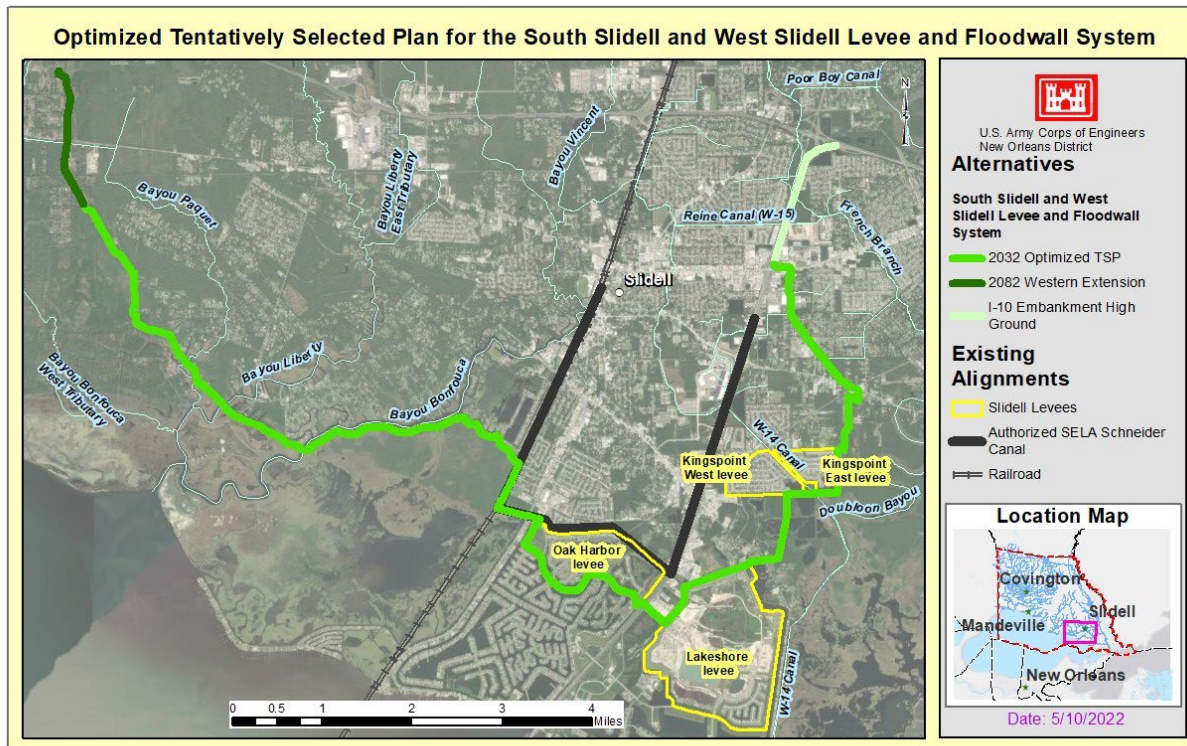 Optimized Tentatively Selected Plan for the South Slidell and West Slidell Levee and Floodwall System
Poor Boy Canal
N
Bayou Vincent
Bayou Liberty
East Tributary
Bayou Paquet
Reine Canal (W-15)
French Branch
Slidell
Bayou Liberty
Bayou Bonfouca
West Tributary
Bayou Bonfouca
W-14 Canal
Kingspoint
West levee
Kingspoint
East levee
Doubloon Bayou
Oak Harbor
levee
Lakeshore
levee
W-14 Canal
0 0.5 1 2 3 4
Miles
U.S. Army Corps of Engineers
New Orleans District
Alternatives
South Slidell and West
Slidell Levee and Floodwall
System
2032 Optimized TSP
2082 Western Extension
I-10 Embankment High
Ground
Existing
Alignments
Slidell Levees
Authorized SELA Schneider
Canal
Railroad
Location Map
Covington
Slidell
Mandeville
New Orleans
Date: 5/10/2022